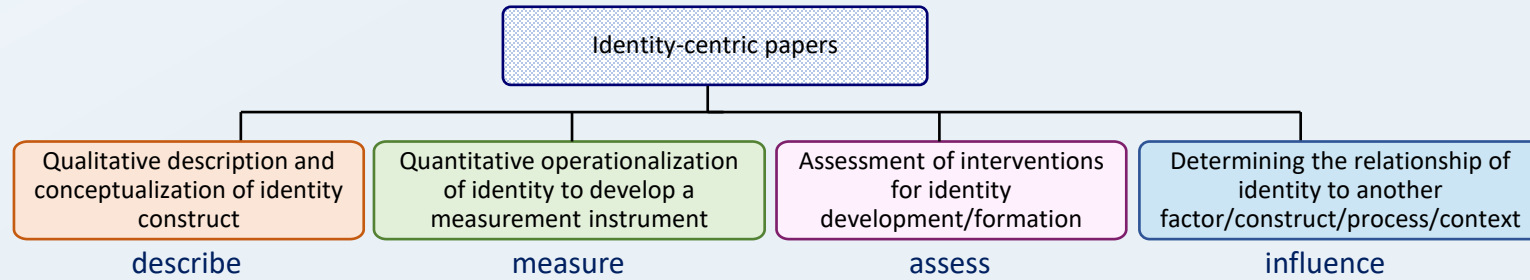 Identity-centric papers
Qualitative description and
conceptualization of identity
construct
Quantitative operationalization
of identity to develop a
measurement instrument
Assessment of interventions
for identity
development/formation
Determining the relationship of
identity to another
factor/construct/process/context
describe
measure
assess
influence